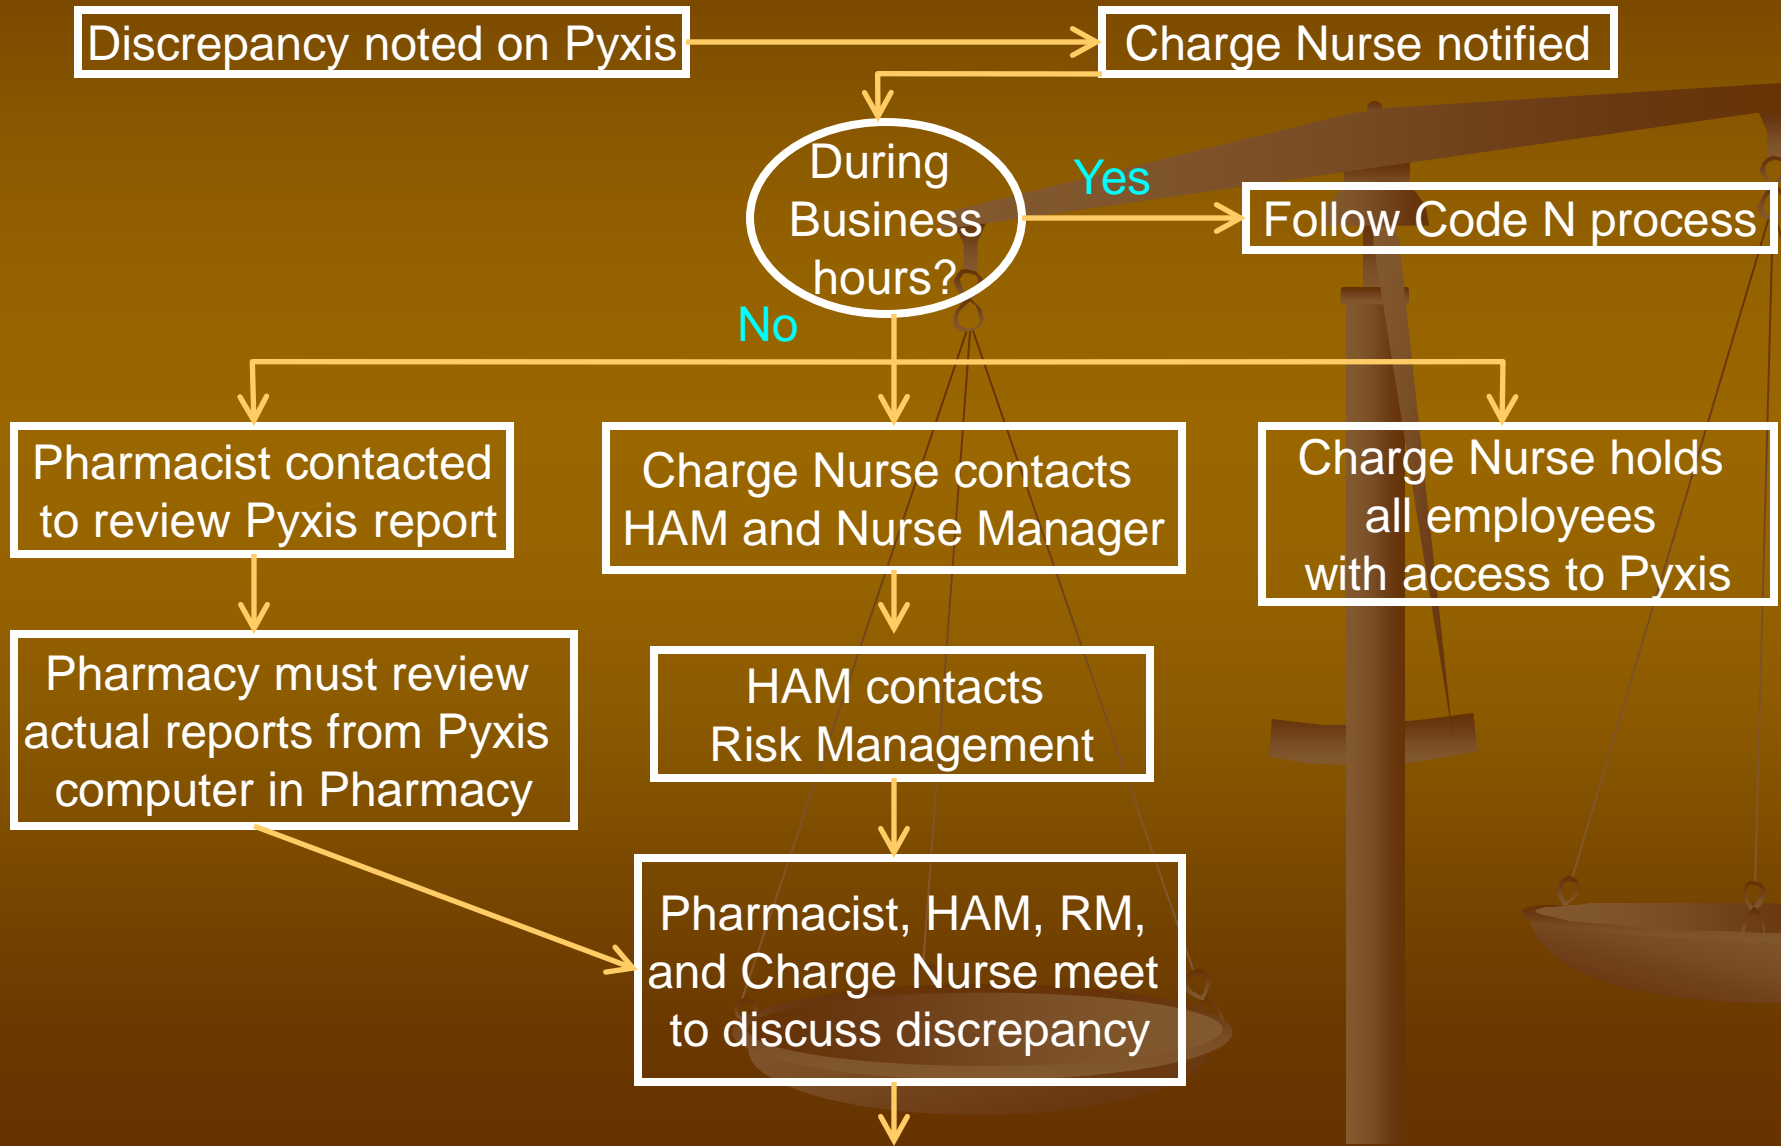 Discrepancy noted on Pyxis
Charge Nurse notified
During
Business
hours?
Yes
Follow Code N process
No
Pharmacist contacted
to review Pyxis report
Charge Nurse contacts
HAM and Nurse Manager
Charge Nurse holds
all employees
with access to Pyxis
Pharmacy must review
actual reports from Pyxis
computer in Pharmacy
HAM contacts
Risk Management
Pharmacist, HAM, RM,
and Charge Nurse meet
to discuss discrepancy